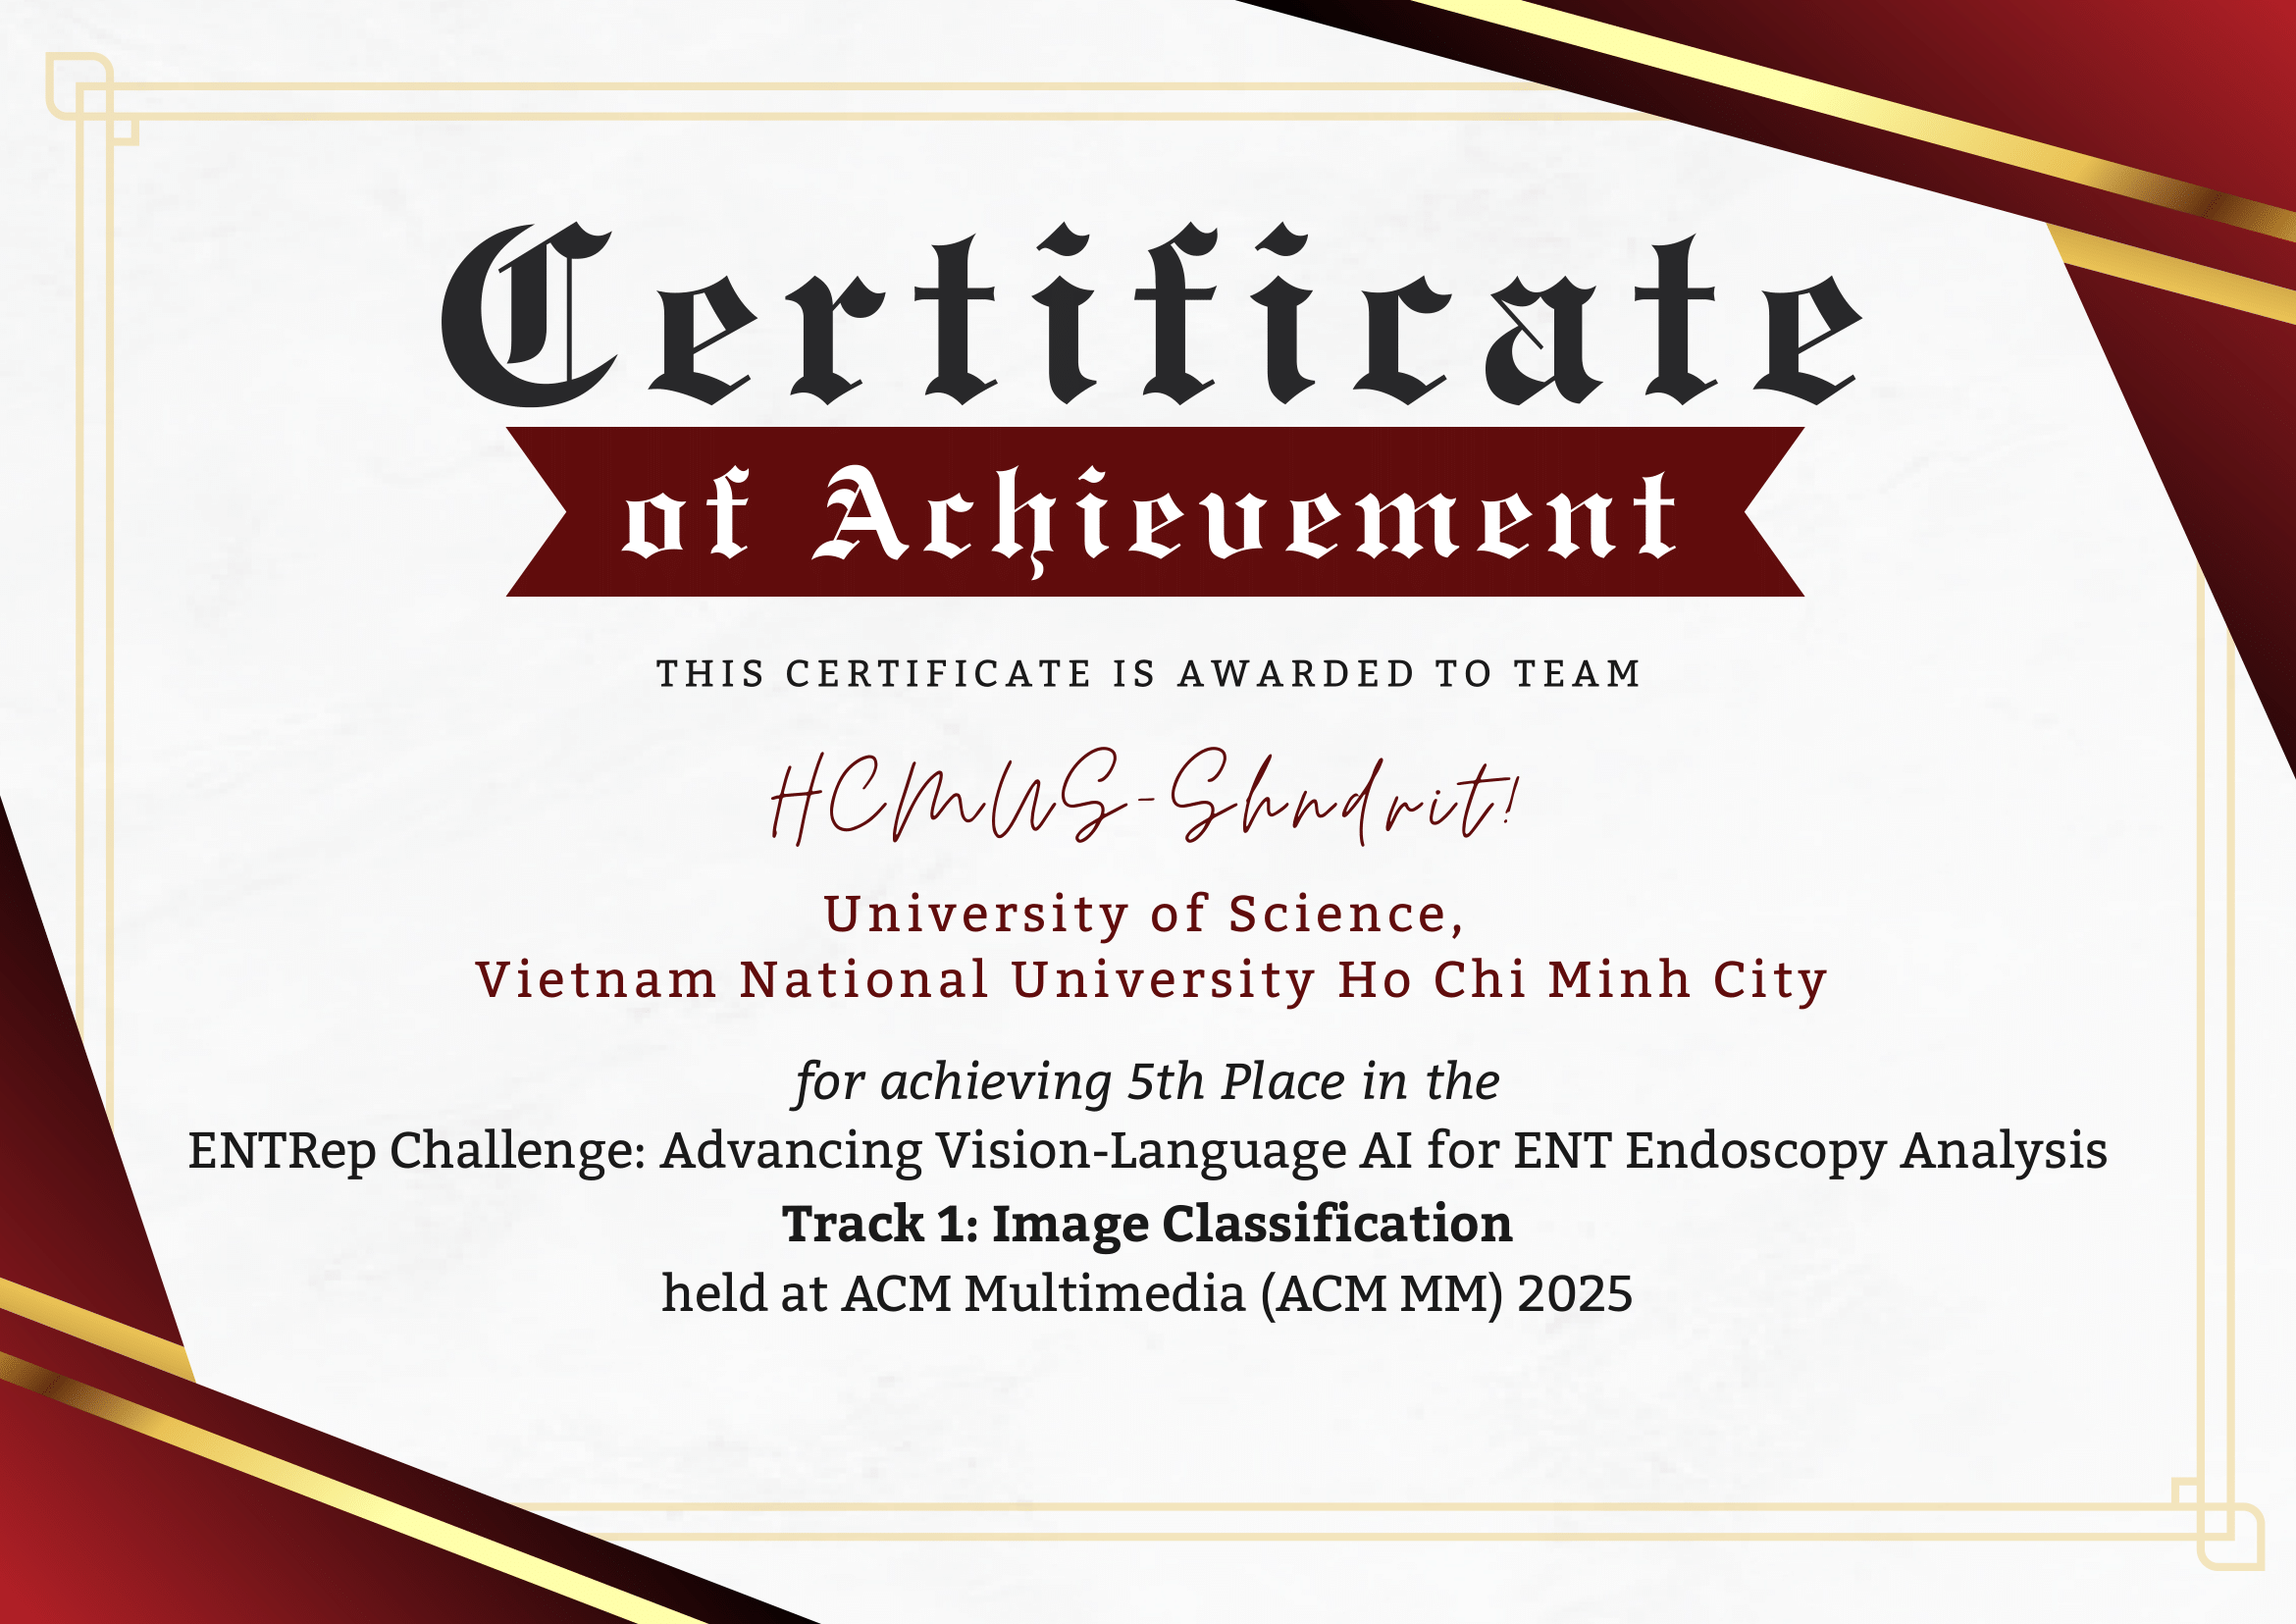 Certificate
of Achievement
THIS CERTIFICATE IS AWARDED TO TEAM
HCMUS-Shndrit!
University of Science,
Vietnam National University Ho Chi Minh City
for achieving 5th Place in the
ENTRep Challenge: Advancing Vision-Language AI for ENT Endoscopy Analysis
Track 1: Image Classification
held at ACM Multimedia (ACM MM) 2025